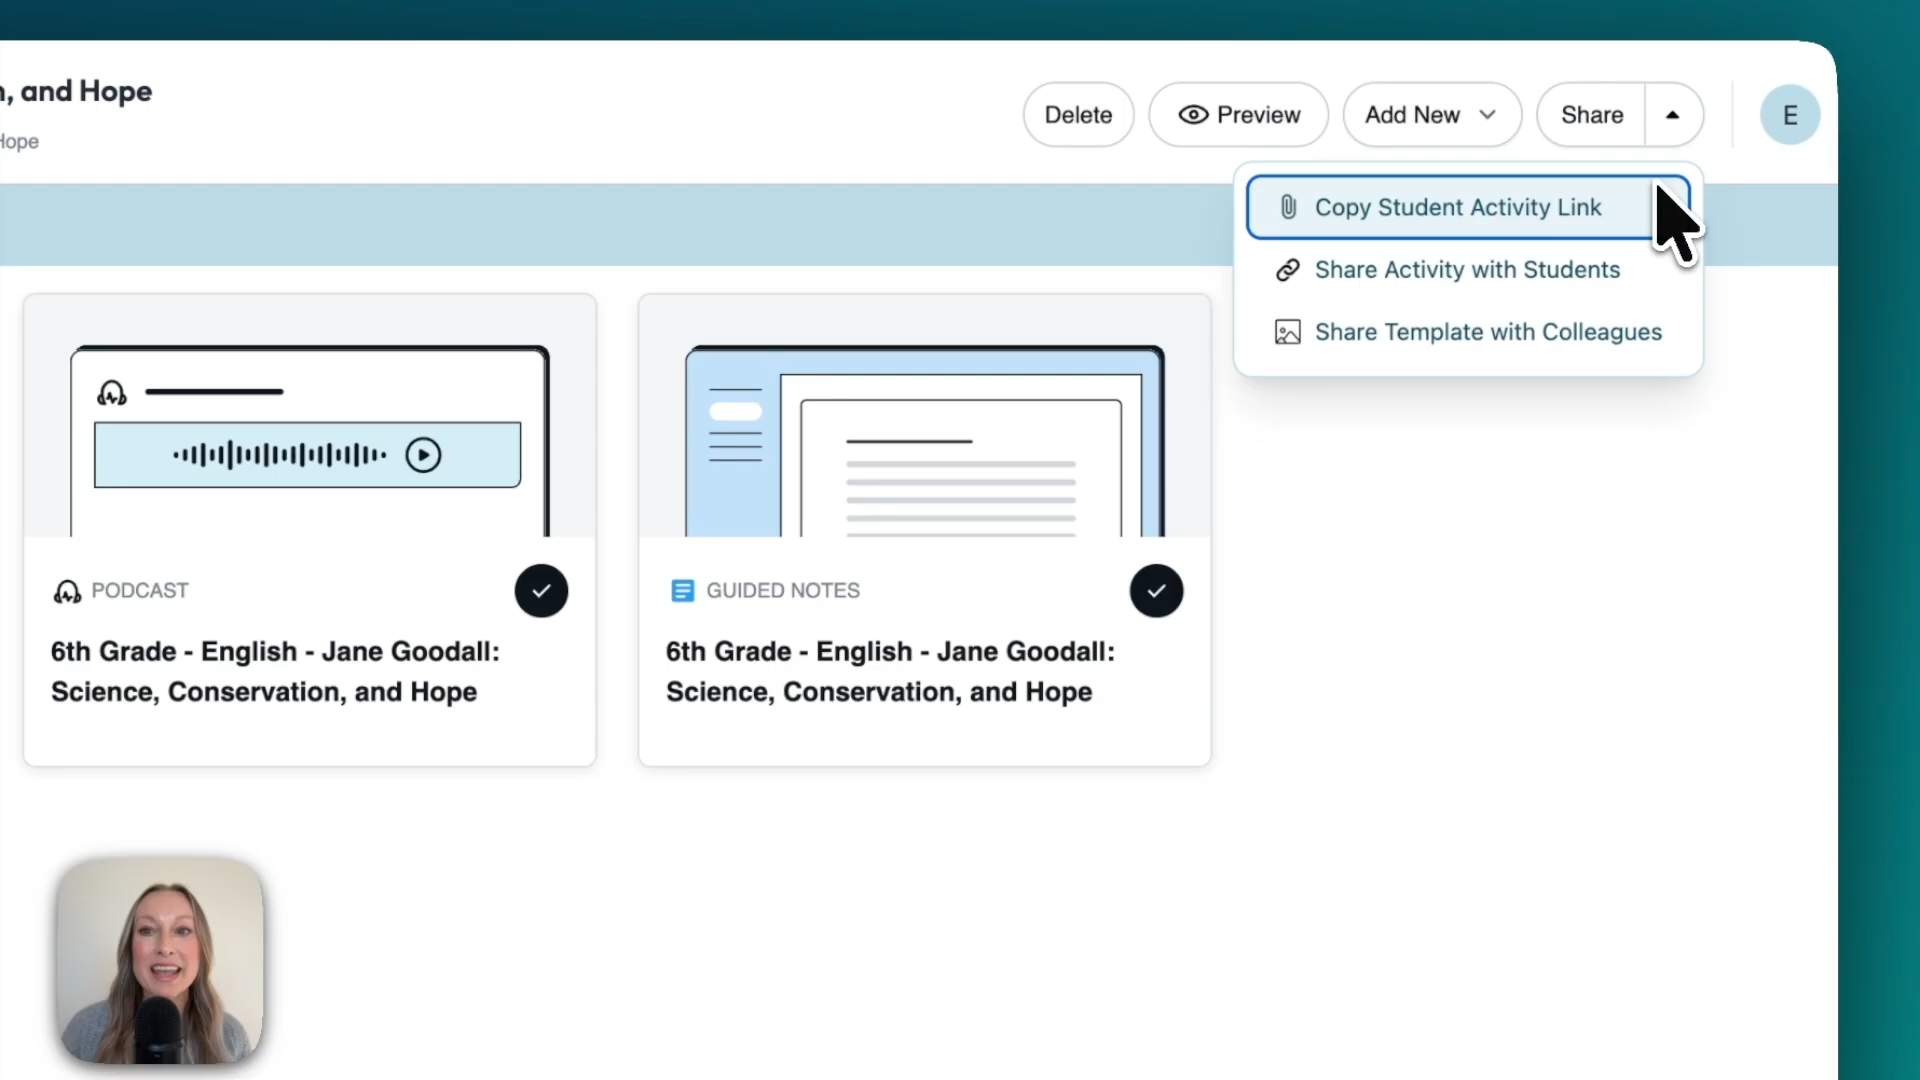 , and Hope
Hope
Delete
Preview
Add New
Share
E
Copy Student Activity Link
Share Activity with Students
Share Template with Colleagues
PODCAST
6th Grade - English - Jane Goodall:
Science, Conservation, and Hope
GUIDED NOTES
6th Grade - English - Jane Goodall:
Science, Conservation, and Hope